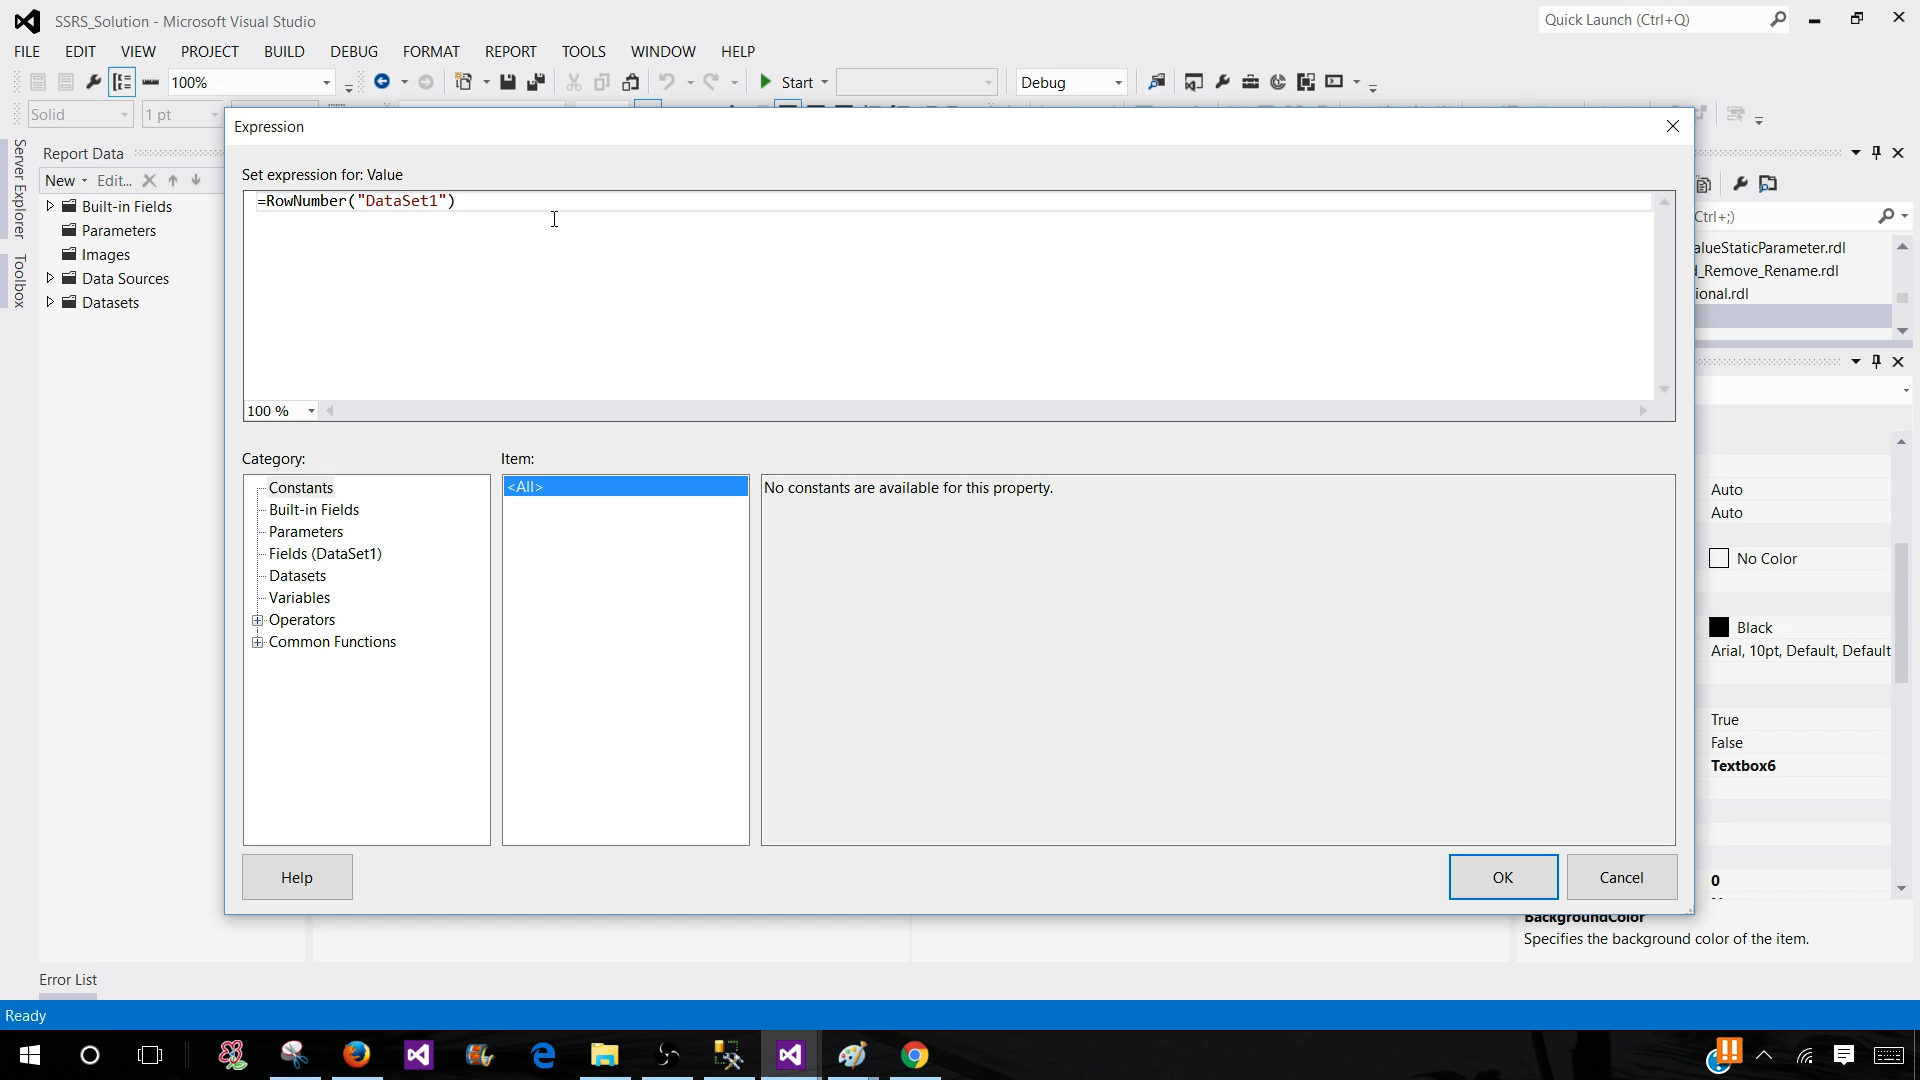 SSRS_Solution - Microsoft Visual Studio
Quick Launch (Ctrl+Q)
FILE EDIT VIEW PROJECT BUILD DEBUG FORMAT REPORT TOOLS WINDOW HELP
100% Start Debug
Solid 1 pt
Server Explorer
Toolbox
Report Data
New Edit...
Built-in Fields
Parameters
Images
Data Sources
Datasets
Expression
Set expression for: Value
=RowNumber("DataSet1")
100 %
Category:
Constants
Built-in Fields
Parameters
Fields (DataSet1)
Datasets
Variables
Operators
Common Functions
Item:
<All>
No constants are available for this property.
Help OK Cancel
Ctrl+;)
alueStaticParameter.rdl
_Remove_Rename.rdl
ional.rdl
Auto
Auto
No Color
Black
Arial, 10pt, Default, Default
True
False
Textbox6
0
BackgroundColor
Specifies the background color of the item.
Error List
Ready